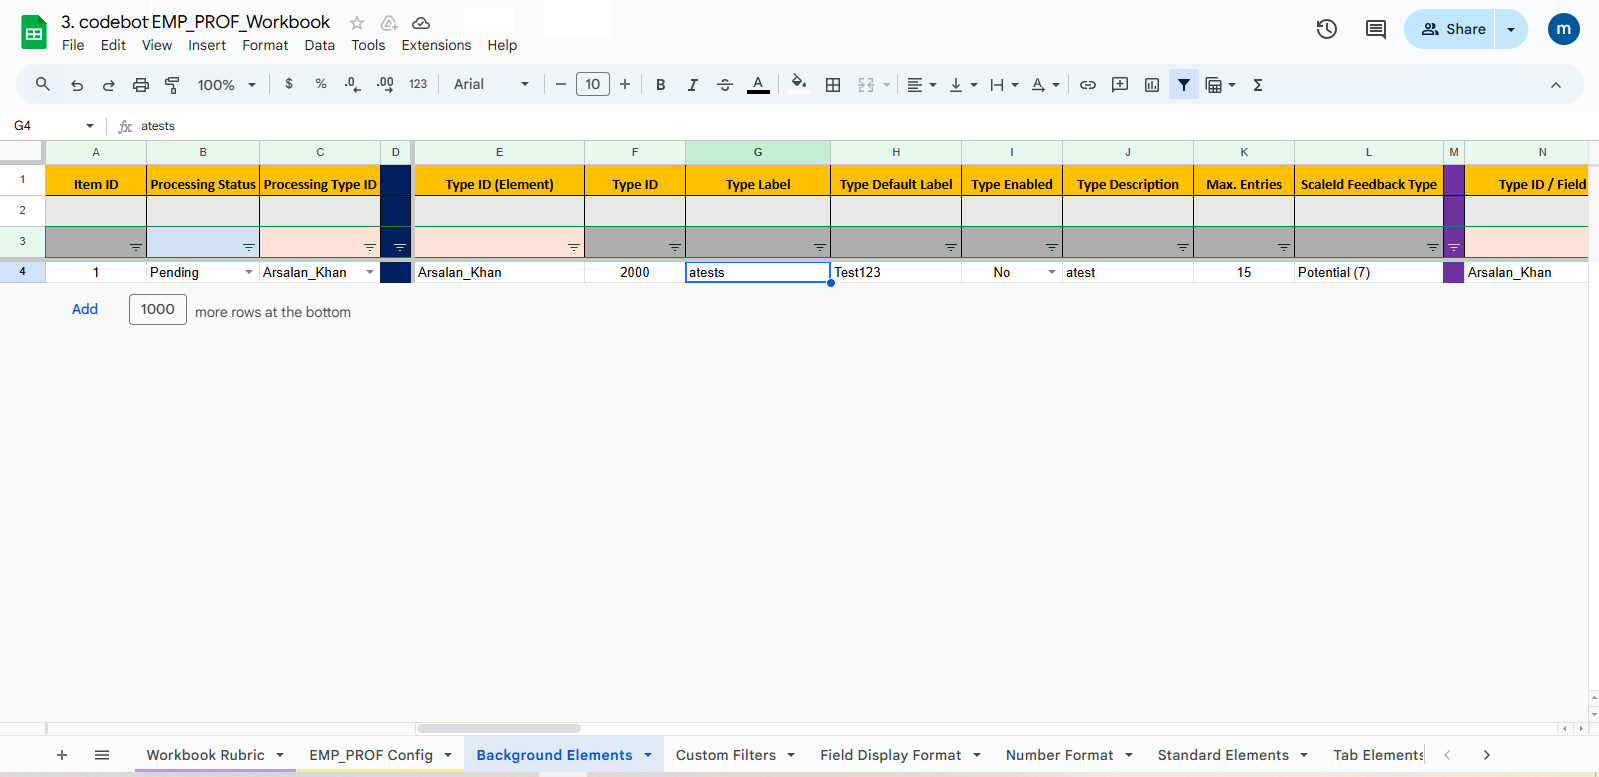 3. codebot EMP_PROF_Workbook
File Edit View Insert Format Data Tools Extensions Help
Share
m
100% $ % .0 .00 123 Arial 10 B I A Σ
G4 fx atests
A B C D E F G H I J K L M N
1 Item ID Processing Status Processing Type ID Type ID (Element) Type ID Type Label Type Default Label Type Enabled Type Description Max. Entries ScaleId Feedback Type Type ID / Field
2
3
4 1 Pending Arsalan_Khan Arsalan_Khan 2000 atests Test123 No atest 15 Potential (7) Arsalan_Khan
Add 1000 more rows at the bottom
Workbook Rubric EMP_PROF Config Background Elements Custom Filters Field Display Format Number Format Standard Elements Tab Elements